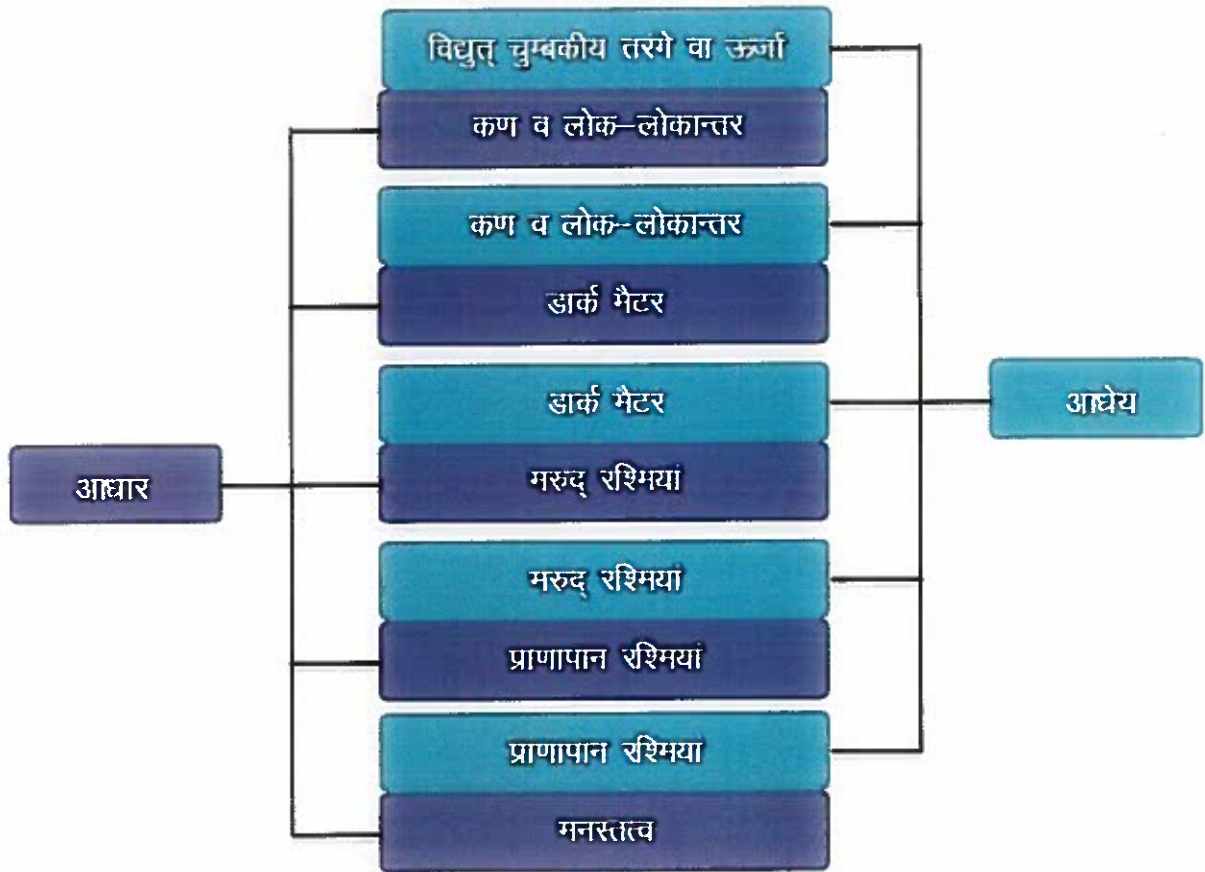 विद्युत् चुम्बकीय तरंगे वा ऊर्जा
कण व लोक–लोकान्तर
कण व लोक–लोकान्तर
डार्क मैटर
डार्क मैटर
आधेय
आधार
मरुद् रश्मियां
मरुद् रश्मियां
प्राणापान रश्मियां
प्राणापान रश्मियां
मनस्तत्व